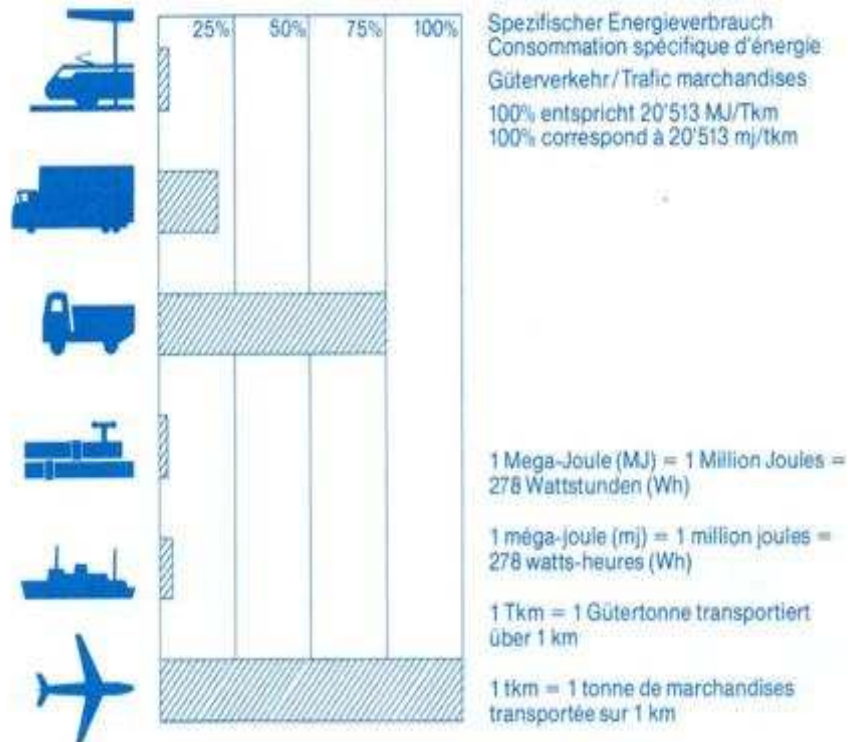 25% 50% 75% 100%
Spezifischer Energieverbrauch
Consommation spécifique d'énergie
Güterverkehr/Trafic marchandises
100% entspricht 20'513 MJ/Tkm
100% correspond à 20'513 mj/tkm
1 Mega-Joule (MJ) = 1 Million Joules =
278 Wattstunden (Wh)
1 méga-joule (mj) = 1 million joules =
278 watts-heures (Wh)
1 Tkm = 1 Gütertonne transportiert
über 1 km
1 tkm = 1 tonne de marchandises
transportée sur 1 km